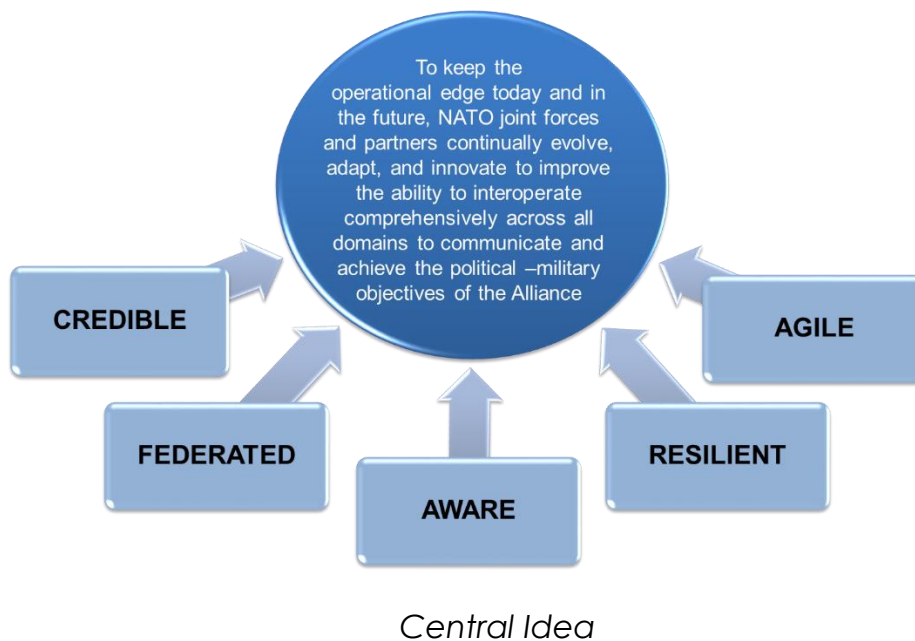 To keep the
operational edge today and in
the future, NATO joint forces
and partners continually evolve,
adapt, and innovate to improve
the ability to interoperate
comprehensively across all
domains to communicate and
achieve the political –military
objectives of the Alliance
CREDIBLE
FEDERATED
AWARE
RESILIENT
AGILE
Central Idea